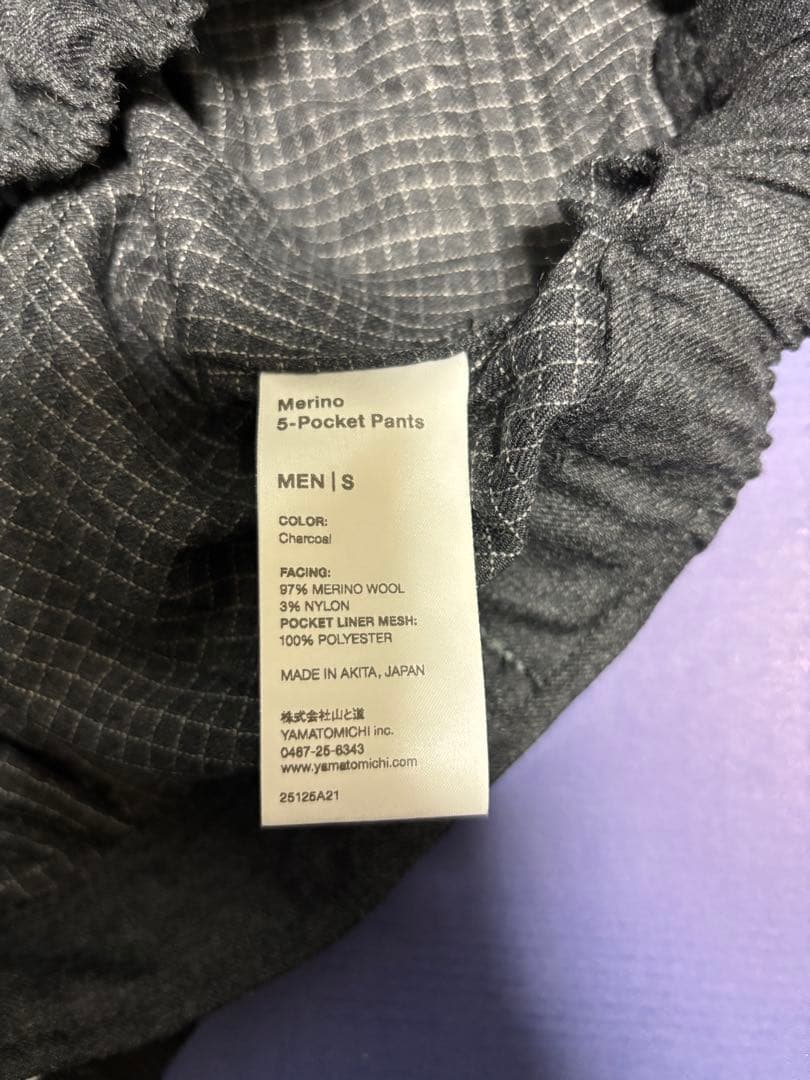 Merino
5-Pocket Pants
MEN | S
COLOR:
Charcoal
FACING:
97% MERINO WOOL
3% NYLON
POCKET LINER MESH:
100% POLYESTER
MADE IN AKITA, JAPAN
株式会社山と道
YAMATOMICHI inc.
0467-25-6343
www.yamatomichi.com
25125A21